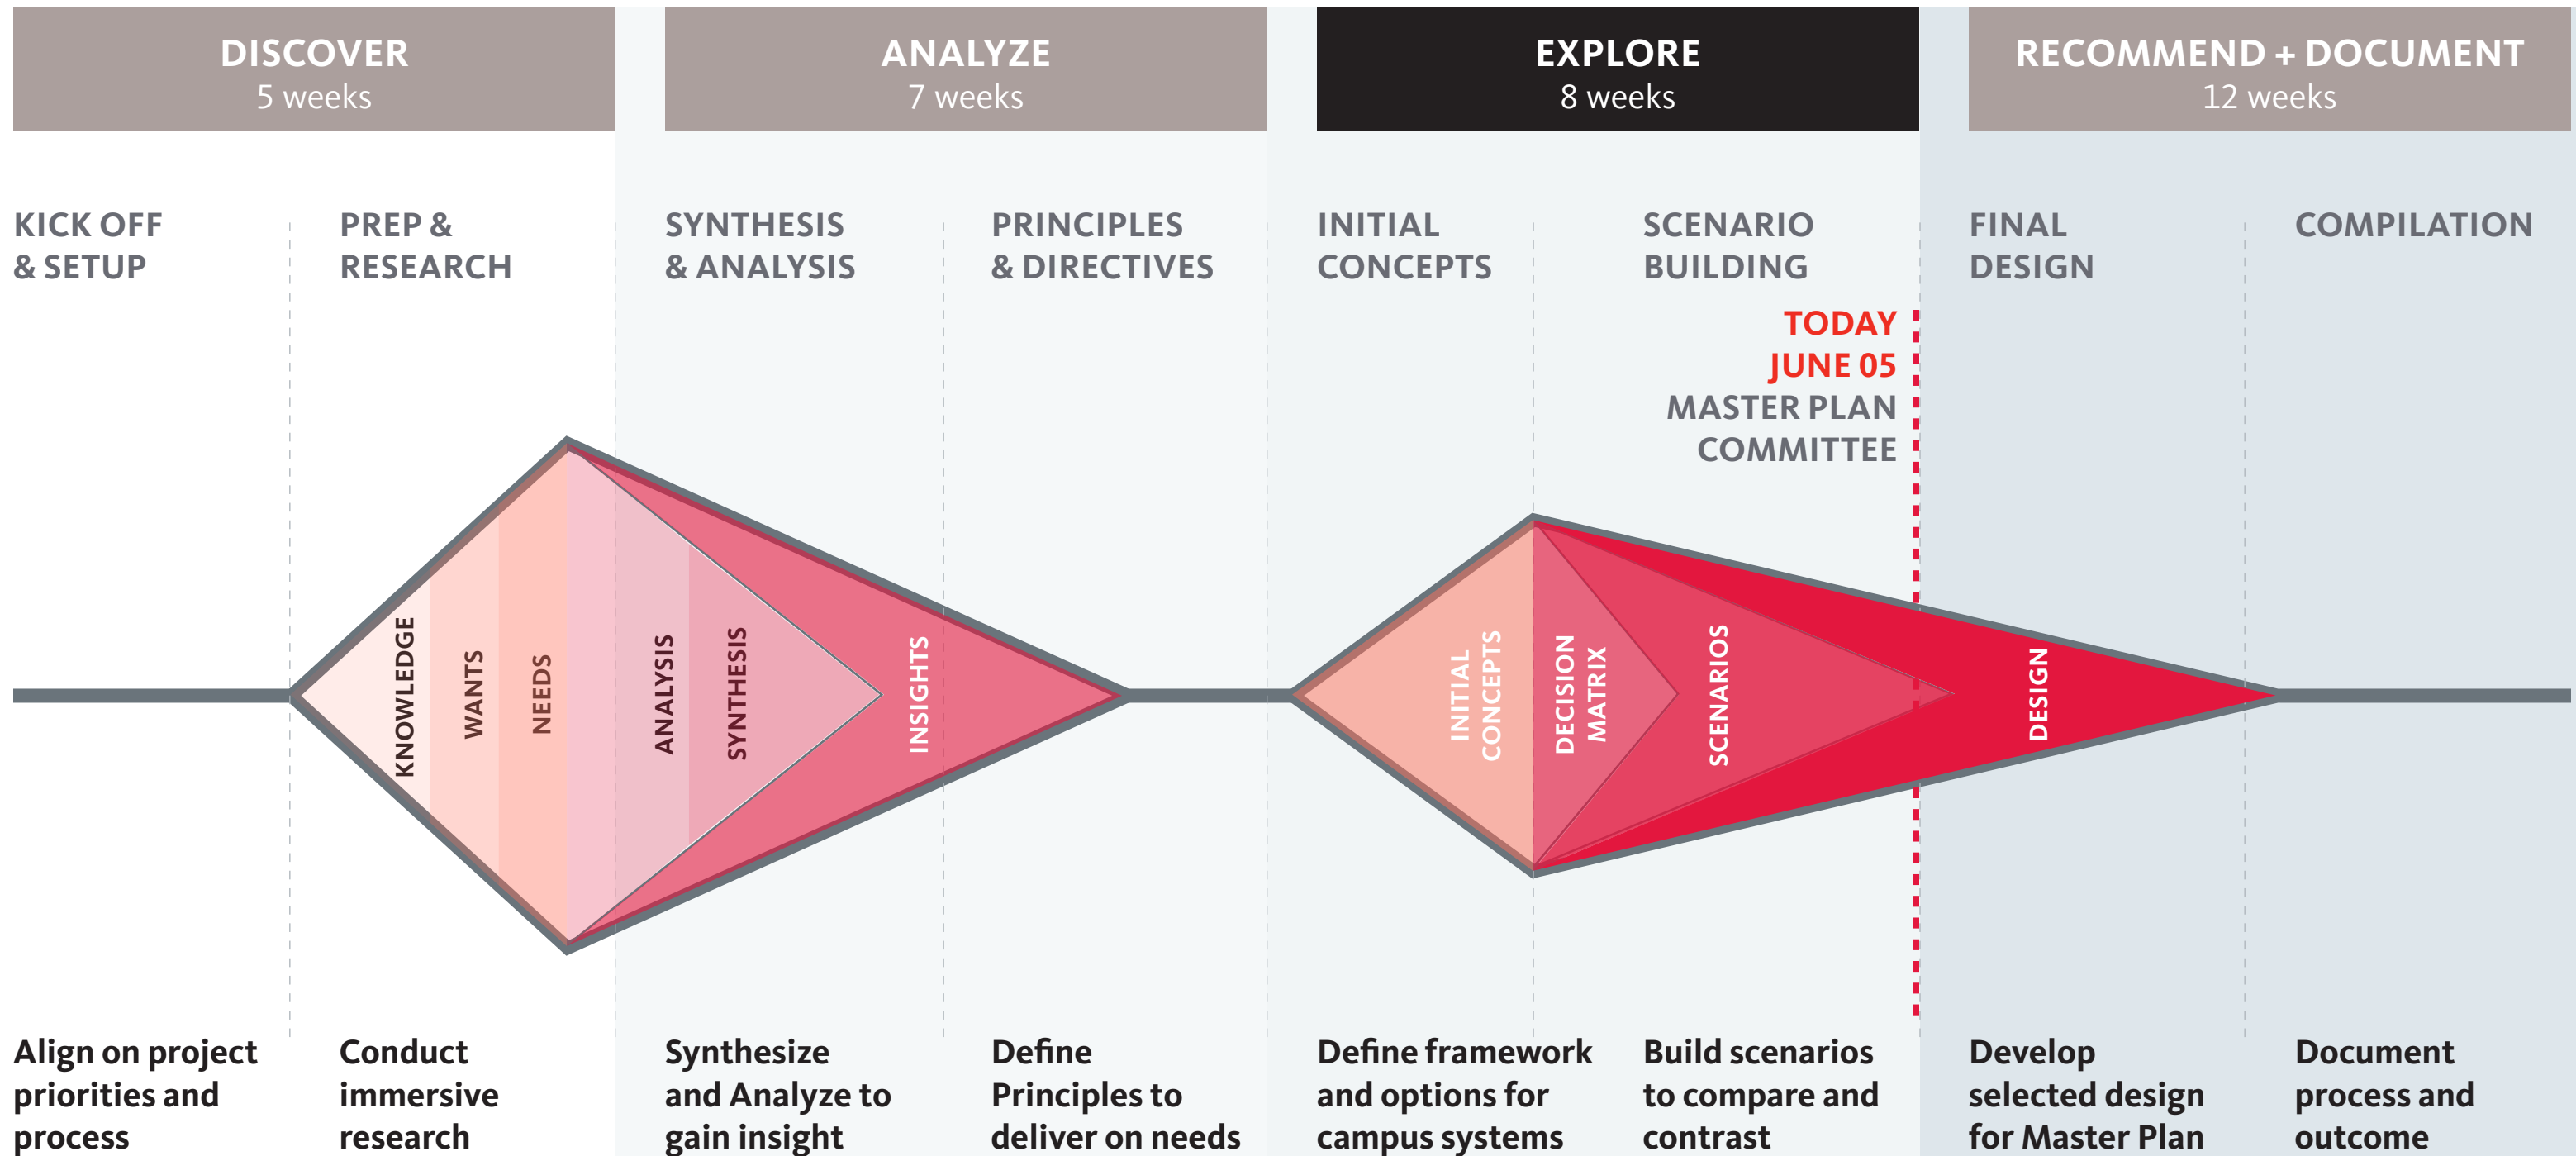 DISCOVER
5 weeks
ANALYZE
7 weeks
EXPLORE
8 weeks
RECOMMEND + DOCUMENT
12 weeks
KICK OFF
& SETUP
PREP &
RESEARCH
SYNTHESIS
& ANALYSIS
PRINCIPLES
& DIRECTIVES
INITIAL
CONCEPTS
SCENARIO
BUILDING
FINAL
DESIGN
COMPILATION
TODAY
JUNE 05
MASTER PLAN
COMMITTEE
KNOWLEDGE
WANTS
NEEDS
ANALYSIS
SYNTHESIS
INSIGHTS
INITIAL
CONCEPTS
DECISION
MATRIX
SCENARIOS
DESIGN
Align on project
priorities and
process
Conduct
immersive
research
Synthesize
and Analyze to
gain insight
Define
Principles to
deliver on needs
Define framework
and options for
campus systems
Build scenarios
to compare and
contrast
Develop
selected design
for Master Plan
Document
process and
outcome